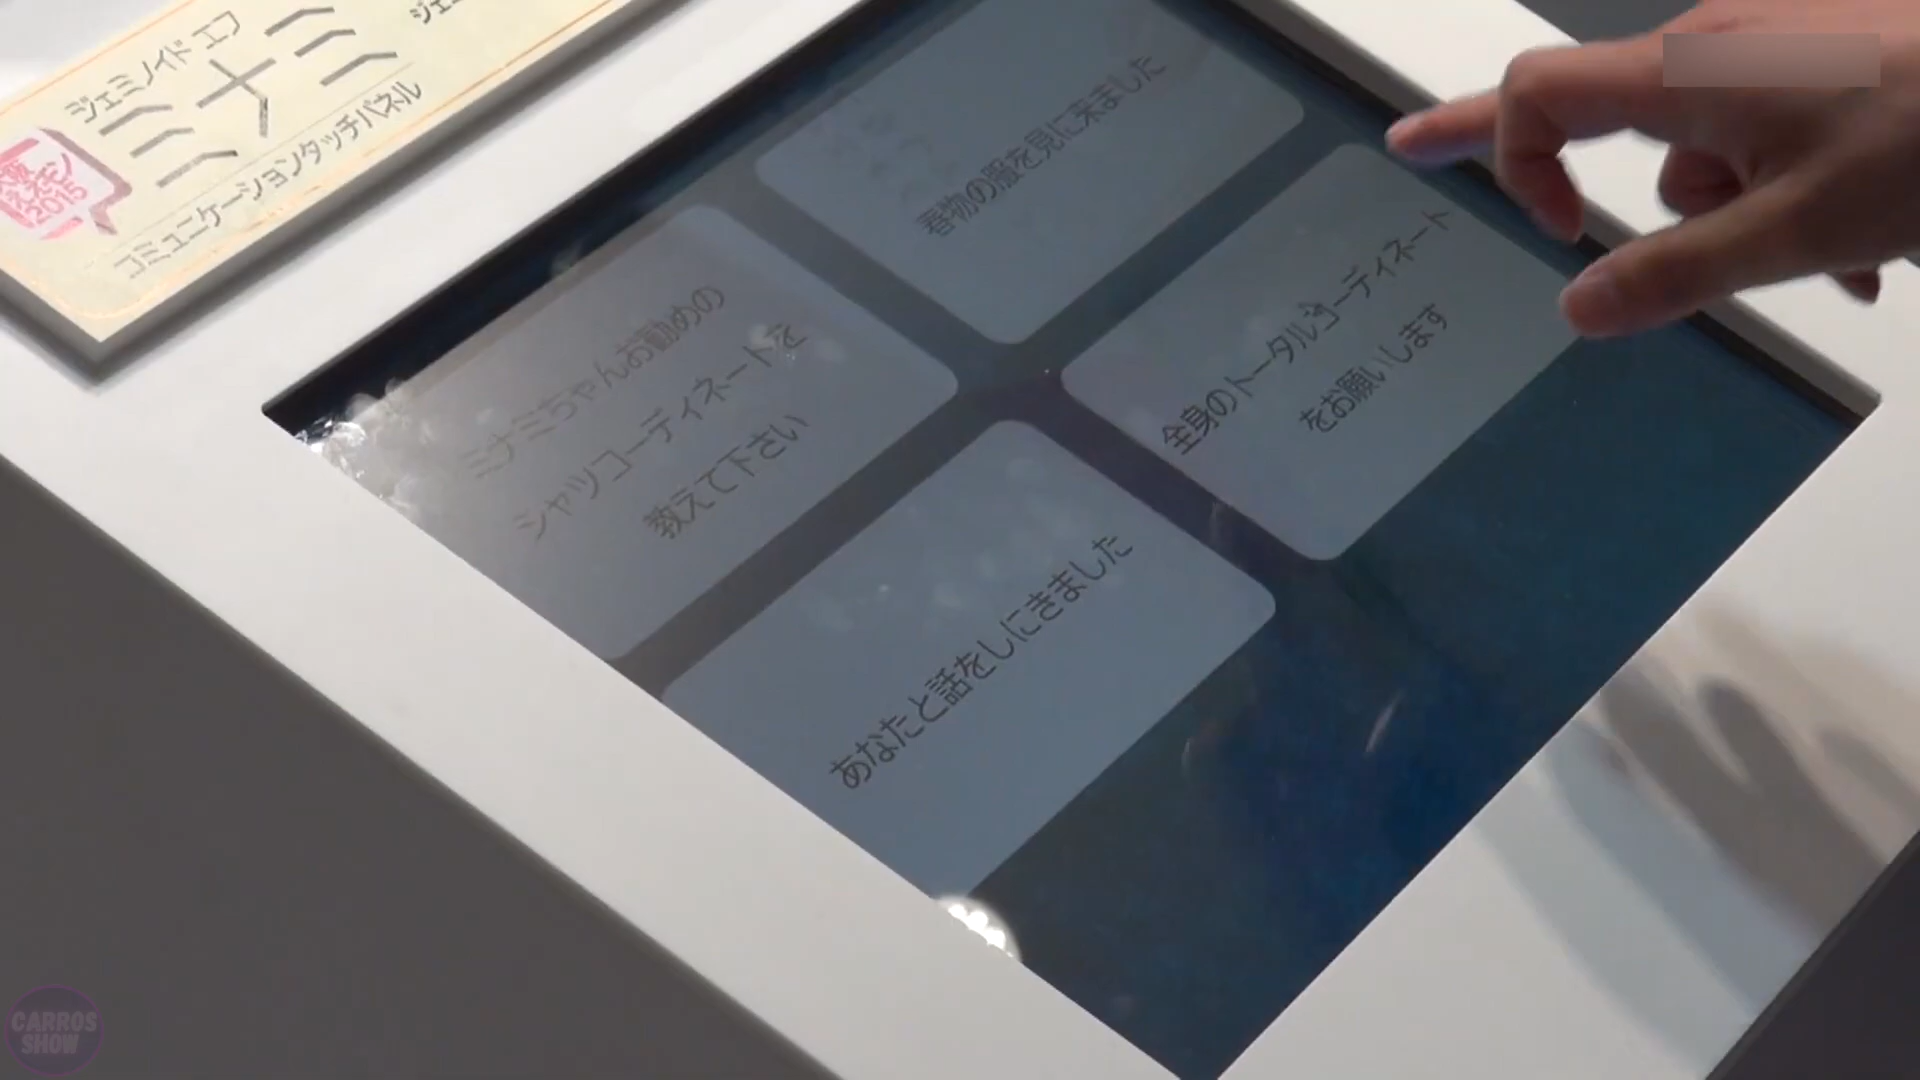 ジェミノイド エフ
ミナミ
コミュニケーションタッチパネル
2015
ジェ
春物の服を見に来ました
ミナミちゃんお勧めの
シャツコーディネートを
教えて下さい
全身のトータルコーディネート
をお願いします
あなたと話をしにきました
CARROS
SHOW